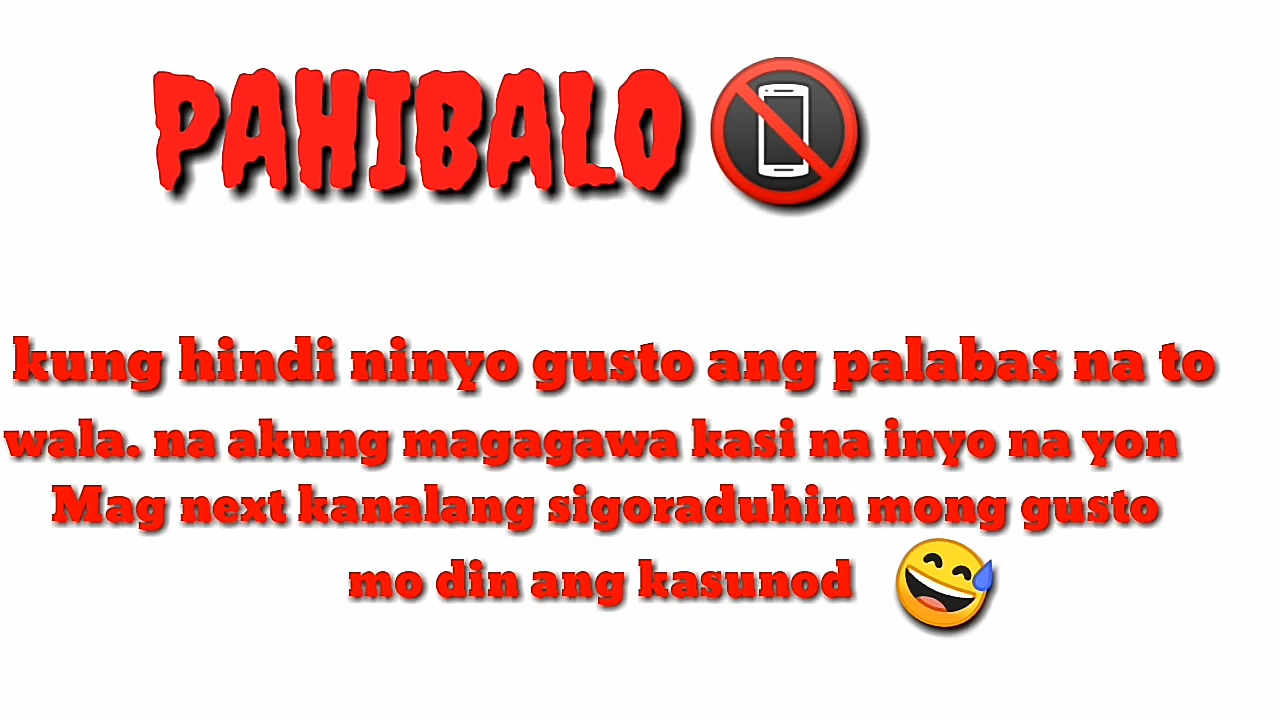 PAHIBALO📵
kung hindi ninyo gusto ang palabas na to
wala. na akung magagawa kasi na inyo na yon
Mag next kanalang sigoraduhin mong gusto
mo din ang kasunod 😅